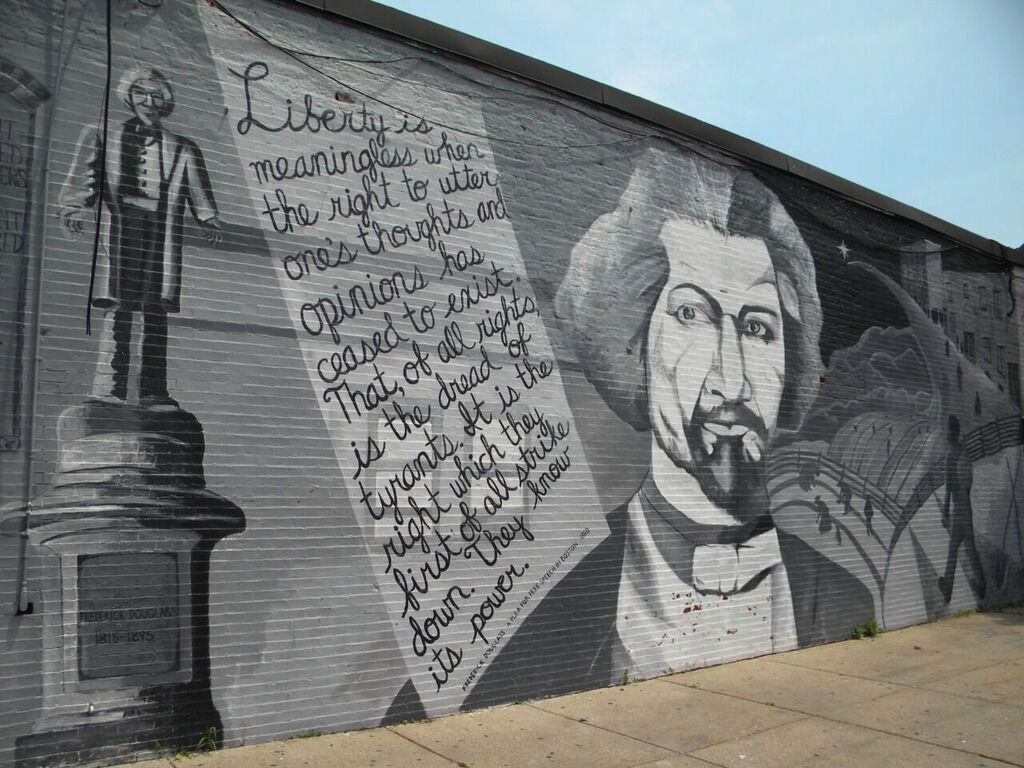 Liberty is
meaningless when
the right to utter
one's thoughts and
opinions has
ceased to exist.
That, of all rights,
is the dread of
tyrants. It is the
right which they
first of all strike
down. They know
its power.
FREDERICK DOUGLASS A PLEA FOR FREE SPEECH IN BOSTON 1860
FREDERICK DOUGLASS
1818-1895